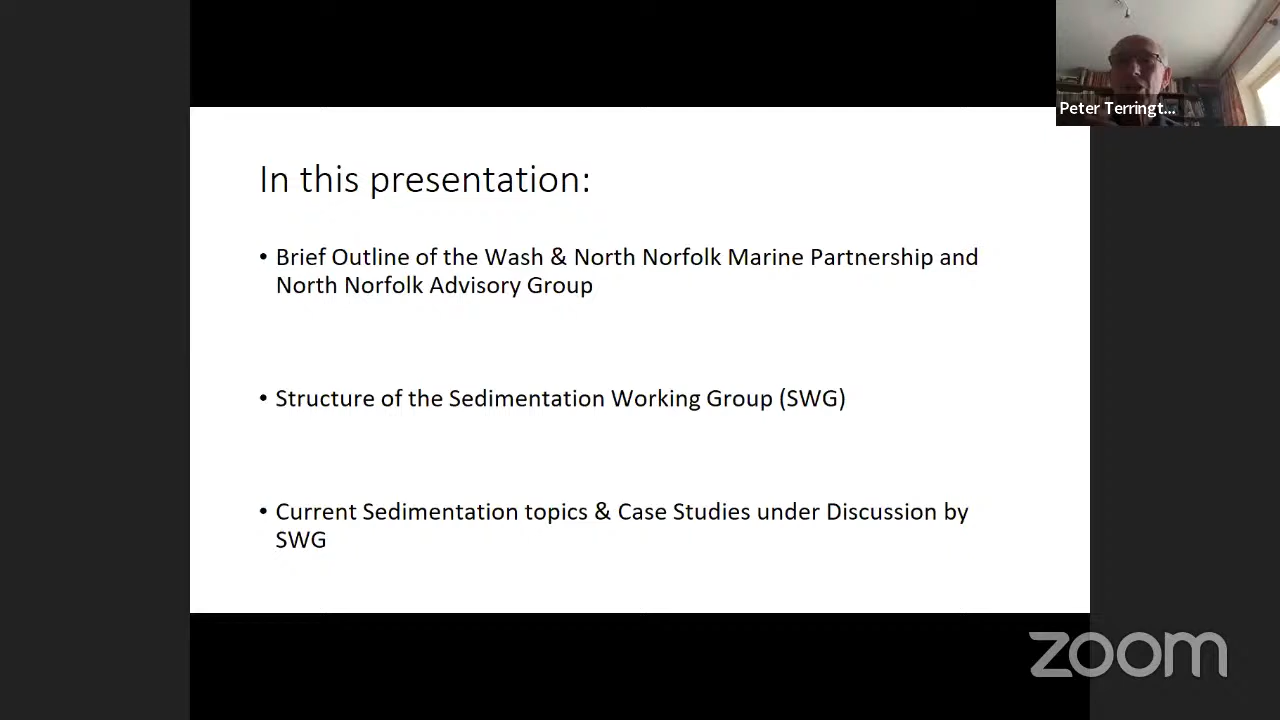 Peter Terringt...
In this presentation:
• Brief Outline of the Wash & North Norfolk Marine Partnership and
North Norfolk Advisory Group
• Structure of the Sedimentation Working Group (SWG)
• Current Sedimentation topics & Case Studies under Discussion by
SWG
zoom